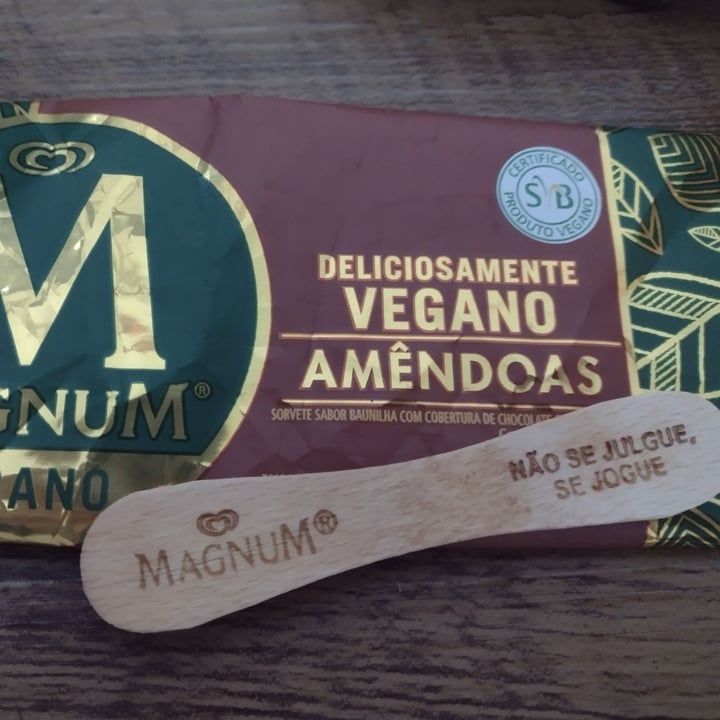 M
GNUM®
ANO
CERTIFICADO
SVB
PRODUTO VEGANO
DELICIOSAMENTE
VEGANO
AMÊNDOAS
SORVETE SABOR BAUNILHA COM COBERTURA DE CHOCOLATE
NÃO SE JULGUE,
SE JOGUE
MAGNUM®